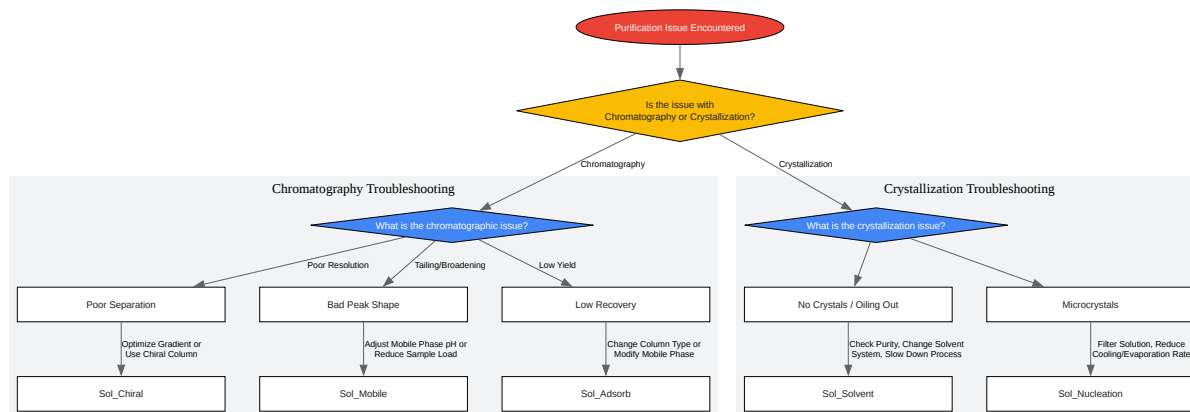 Purification Issue Encountered
Is the issue with
Chromatography or Crystallization?
Chromatography
Crystallization
Chromatography Troubleshooting
Crystallization Troubleshooting
What is the chromatographic issue?
What is the crystallization issue?
Poor Resolution
Tailing/Broadening
Low Yield
Poor Separation
Bad Peak Shape
Low Recovery
No Crystals / Oiling Out
Microcrystals
Optimize Gradient or
Use Chiral Column
Adjust Mobile Phase pH or
Reduce Sample Load
Change Column Type or
Modify Mobile Phase
Check Purity, Change Solvent
System, Slow Down Process
Filter Solution, Reduce
Cooling/Evaporation Rate
Sol_Chiral
Sol_Mobile
Sol_Adsorb
Sol_Solvent
Sol_Nucleation